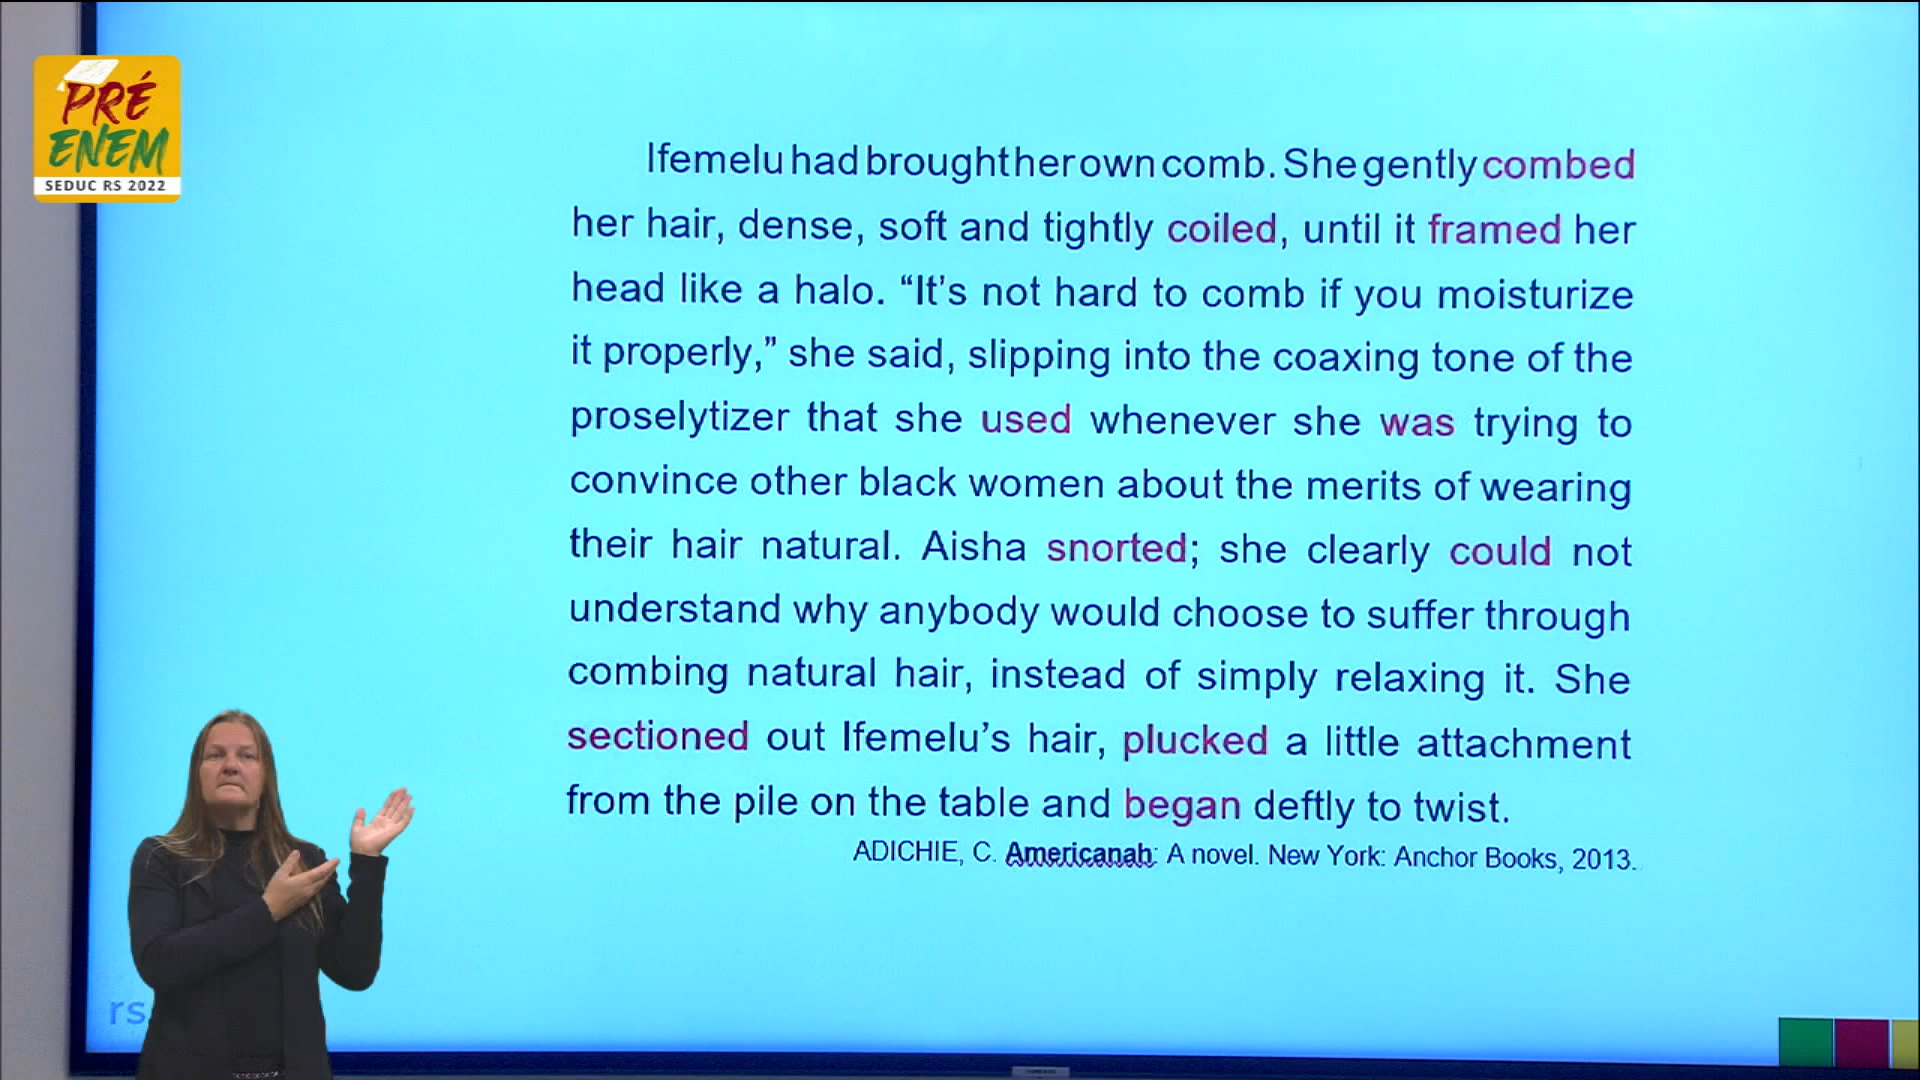 PRÉ
ENEM
SEDUC RS 2022
Ifemelu had brought her own comb. She gently combed
her hair, dense, soft and tightly coiled, until it framed her
head like a halo. “It’s not hard to comb if you moisturize
it properly,” she said, slipping into the coaxing tone of the
proselytizer that she used whenever she was trying to
convince other black women about the merits of wearing
their hair natural. Aisha snorted; she clearly could not
understand why anybody would choose to suffer through
combing natural hair, instead of simply relaxing it. She
sectioned out Ifemelu’s hair, plucked a little attachment
from the pile on the table and began deftly to twist.
ADICHIE, C. Americanah: A novel. New York: Anchor Books, 2013.
rs.